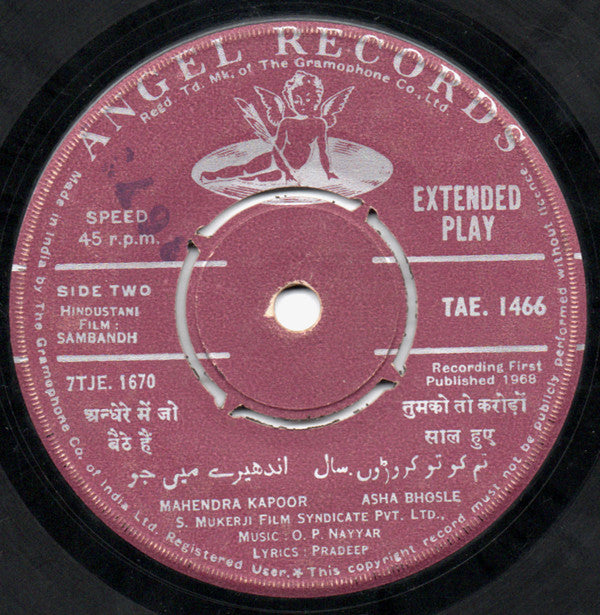 ANGEL RECORDS
Regd Td. Mk. of The Gramophone Co., Ltd.
SPEED
45 r.p.m.
EXTENDED
PLAY
SIDE TWO
HINDUSTANI
FILM :
SAMBANDH
TAE. 1466
7TJE. 1670
Recording First
Published 1968
अन्धेरे में जो
बैठे हैं
तुमको तो करोड़ों
साल हुए
تم کو تو کروڑوں. سال اندھیرے میں جو
MAHENDRA KAPOOR ASHA BHOSLE
S. MUKERJI FILM SYNDICATE PVT. LTD.,
MUSIC : O. P. NAYYAR
LYRICS : PRADEEP
Made in India by The Gramophone Co. of India Ltd. Registered User. * This copyright record must not be publicly performed without licence